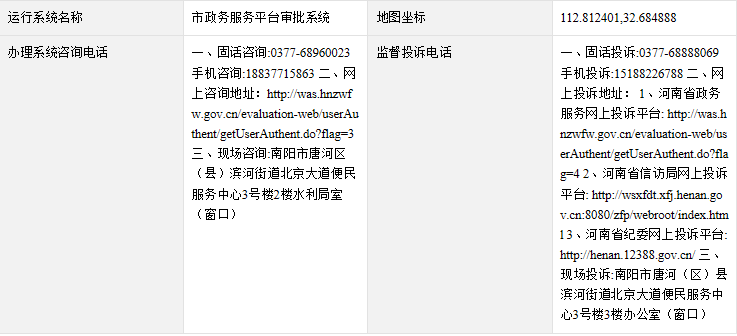 运行系统名称
市政务服务平台审批系统
地图坐标
112.812401,32.684888
办理系统咨询电话
一、固话咨询:0377-68960023
手机咨询:18837715863 二、网
上咨询地址：http://was.hnzwf
w.gov.cn/evaluation-web/userAu
thent/getUserAuthent.do?flag=3
三、现场咨询:南阳市唐河区
（县）滨河街道北京大道便民
服务中心3号楼2楼水利局室
（窗口）
监督投诉电话
一、固话投诉:0377-68888069
手机投诉:15188226788 二、网
上投诉地址： 1、河南省政务
服务网上投诉平台: http://was.h
nzwfw.gov.cn/evaluation-web/us
erAuthent/getUserAuthent.do?fla
g=4 2、河南省信访局网上投诉
平台: http://wsxfdt.xfj.henan.go
v.cn:8080/zfp/webroot/index.htm
l 3、河南省纪委网上投诉平台:
http://henan.12388.gov.cn/ 三、
现场投诉:南阳市唐河（区）县
滨河街道北京大道便民服务中
心3号楼3楼办公室（窗口）